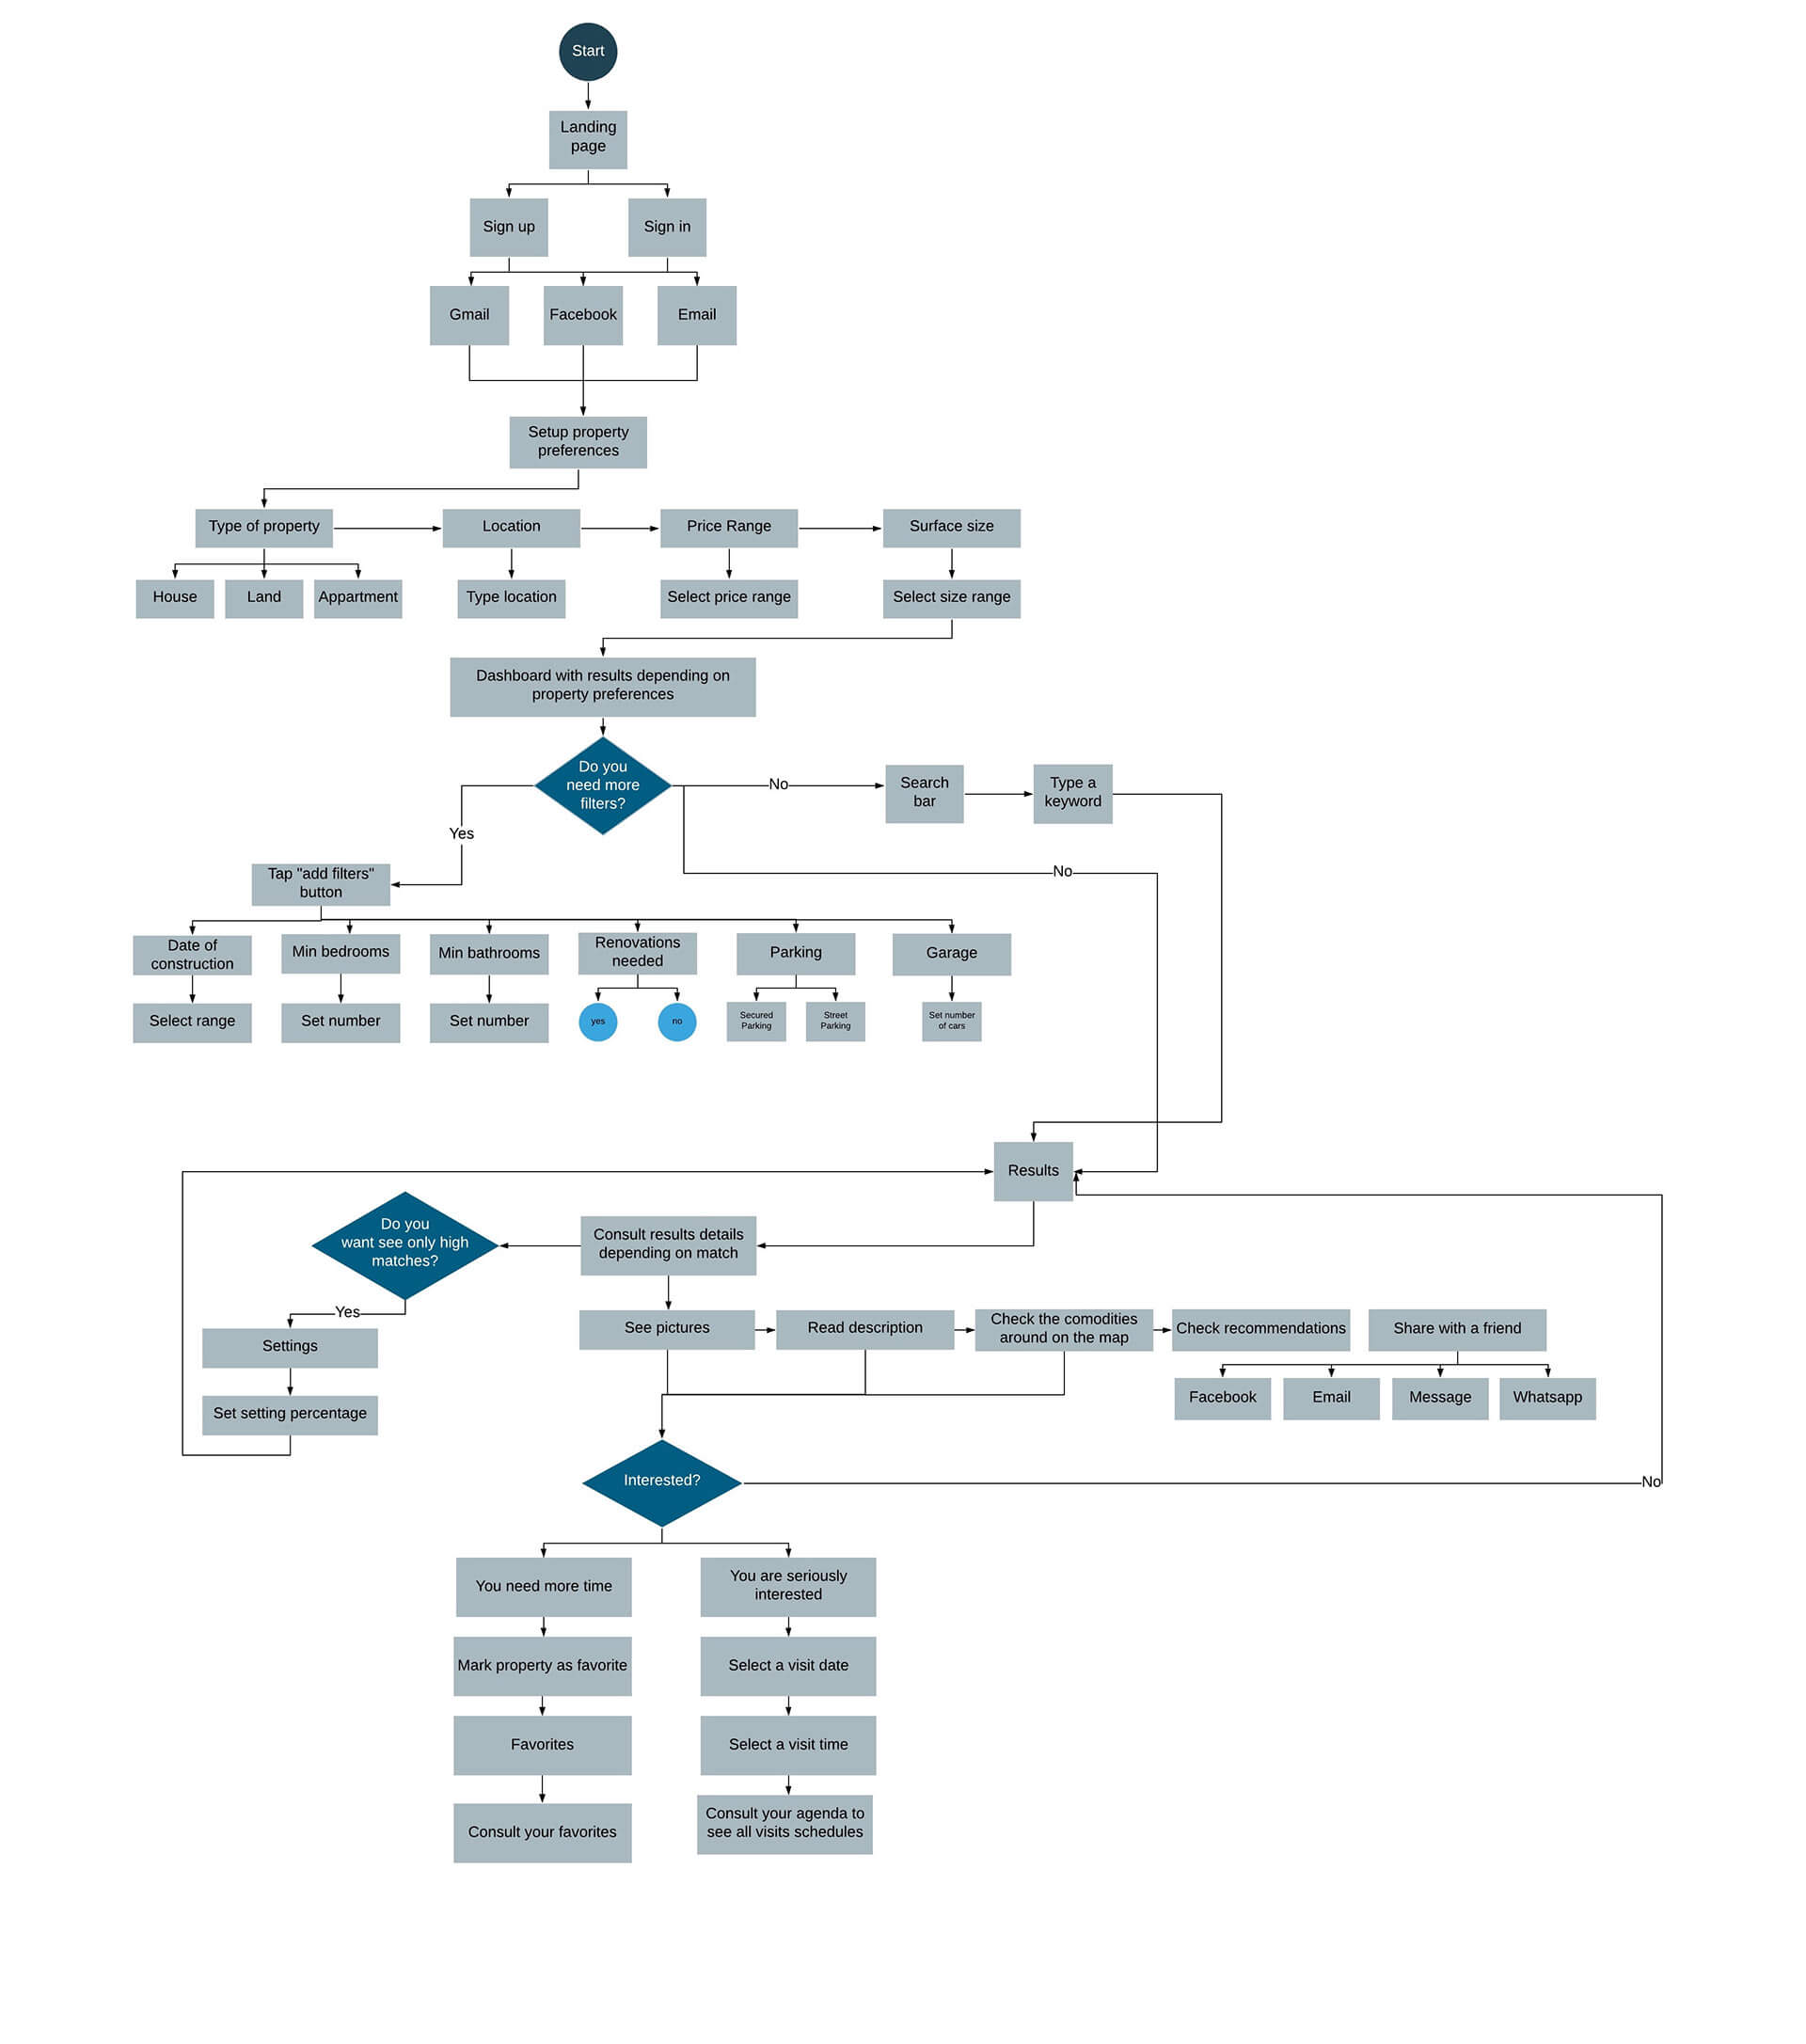 Start
Landing
page
Sign up
Sign in
Gmail
Facebook
Email
Setup property
preferences
Type of property
Location
Price Range
Surface size
House
Land
Appartment
Type location
Select price range
Select size range
Dashboard with results depending on
property preferences
Do you
need more
filters?
No
Search
bar
Type a
keyword
Yes
No
Tap "add filters"
button
Date of
construction
Min bedrooms
Min bathrooms
Renovations
needed
Parking
Garage
Select range
Set number
Set number
yes
no
Secured
Parking
Street
Parking
Set number
of cars
Results
Do you
want see only high
matches?
Consult results details
depending on match
Yes
Settings
Set setting percentage
See pictures
Read description
Check the comodities
around on the map
Check recommendations
Share with a friend
Facebook
Email
Message
Whatsapp
Interested?
No
You need more time
You are seriously
interested
Mark property as favorite
Select a visit date
Favorites
Select a visit time
Consult your favorites
Consult your agenda to
see all visits schedules